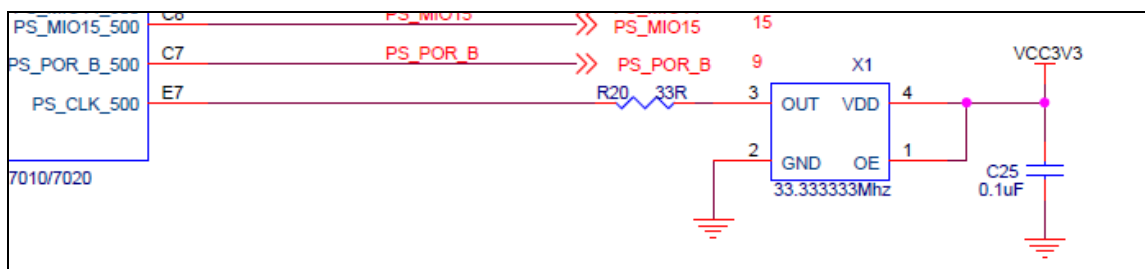 PS_MIO15_500 C8 PS_MIO15 PS_MIO15 15
PS_POR_B_500 C7 PS_POR_B PS_POR_B 9
X1 VCC3V3
PS_CLK_500 E7 R20 33R 3 OUT VDD 4
2 GND OE 1
7010/7020
33.333333Mhz
C25
0.1uF